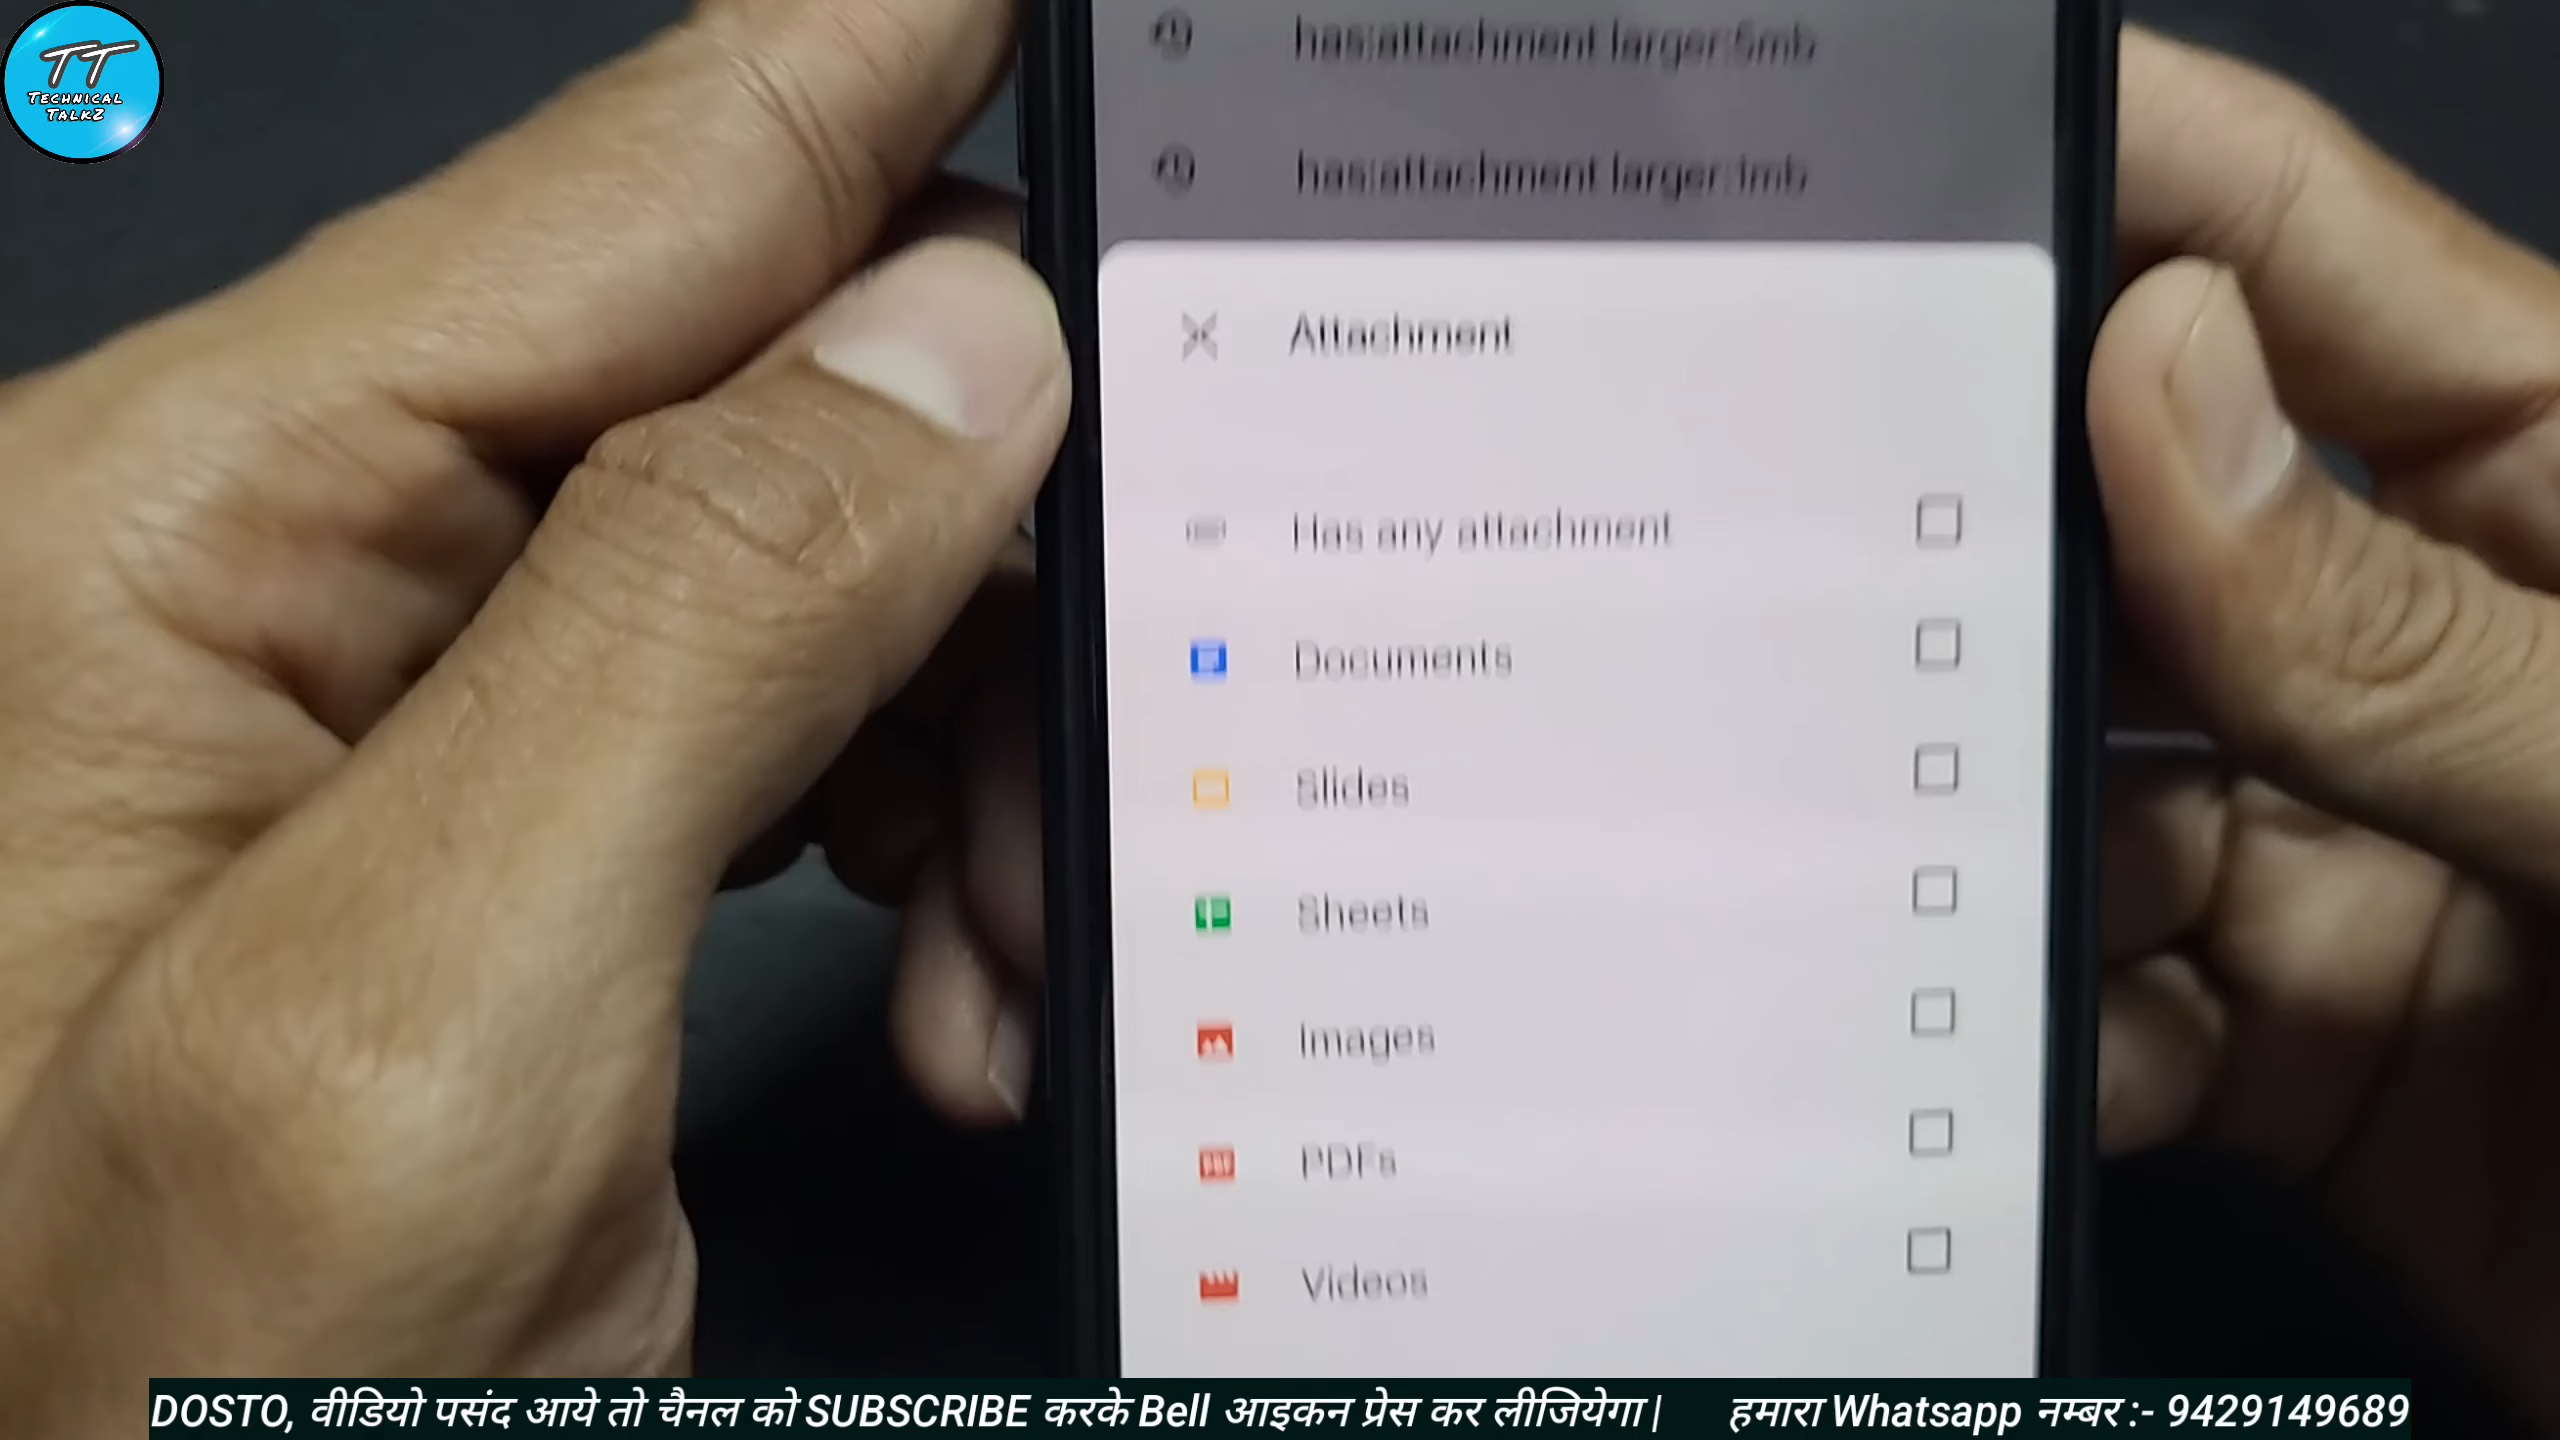 TT
TECHNICAL
TALKZ
has:attachment larger:5mb
has:attachment larger:1mb
Attachment
Has any attachment
Documents
Slides
Sheets
Images
PDF
PDFs
Videos
DOSTO, वीडियो पसंद आये तो चैनल को SUBSCRIBE करके Bell आइकन प्रेस कर लीजियेगा | हमारा Whatsapp नम्बर :- 9429149689